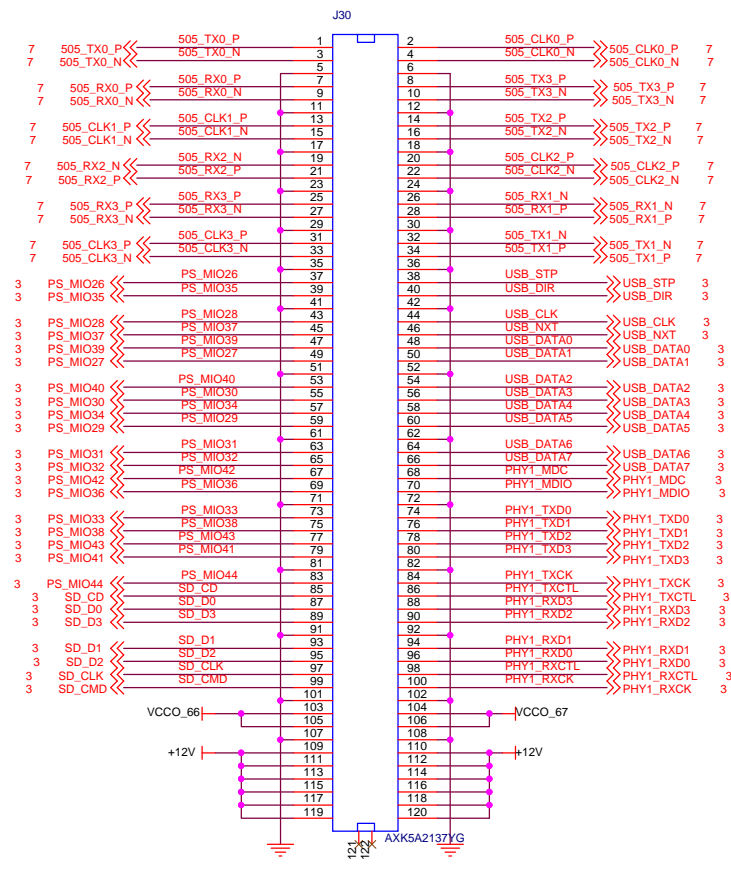 J30
7 505_TX0_P 505_TX0_P 1 2 505_CLK0_P 505_CLK0_P 7
7 505_TX0_N 505_TX0_N 3 4 505_CLK0_N 505_CLK0_N 7
5 6
7 505_RX0_P 505_RX0_P 7 8 505_TX3_P 505_TX3_P 7
7 505_RX0_N 505_RX0_N 9 10 505_TX3_N 505_TX3_N 7
11 12
7 505_CLK1_P 505_CLK1_P 13 14 505_TX2_P 505_TX2_P 7
7 505_CLK1_N 505_CLK1_N 15 16 505_TX2_N 505_TX2_N 7
17 18
7 505_RX2_N 505_RX2_N 19 20 505_CLK2_P 505_CLK2_P 7
7 505_RX2_P 505_RX2_P 21 22 505_CLK2_N 505_CLK2_N 7
23 24
7 505_RX3_P 505_RX3_P 25 26 505_RX1_N 505_RX1_N 7
7 505_RX3_N 505_RX3_N 27 28 505_RX1_P 505_RX1_P 7
29 30
7 505_CLK3_P 505_CLK3_P 31 32 505_TX1_N 505_TX1_N 7
7 505_CLK3_N 505_CLK3_N 33 34 505_TX1_P 505_TX1_P 7
35 36
3 PS_MIO26 PS_MIO26 37 38 USB_STP USB_STP 3
3 PS_MIO35 PS_MIO35 39 40 USB_DIR USB_DIR 3
41 42
3 PS_MIO28 PS_MIO28 43 44 USB_CLK USB_CLK 3
3 PS_MIO37 PS_MIO37 45 46 USB_NXT USB_NXT 3
3 PS_MIO39 PS_MIO39 47 48 USB_DATA0 USB_DATA0 3
3 PS_MIO27 PS_MIO27 49 50 USB_DATA1 USB_DATA1 3
51 52
3 PS_MIO40 PS_MIO40 53 54 USB_DATA2 USB_DATA2 3
3 PS_MIO30 PS_MIO30 55 56 USB_DATA3 USB_DATA3 3
3 PS_MIO34 PS_MIO34 57 58 USB_DATA4 USB_DATA4 3
3 PS_MIO29 PS_MIO29 59 60 USB_DATA5 USB_DATA5 3
61 62
3 PS_MIO31 PS_MIO31 63 64 USB_DATA6 USB_DATA6 3
3 PS_MIO32 PS_MIO32 65 66 USB_DATA7 USB_DATA7 3
3 PS_MIO42 PS_MIO42 67 68 PHY1_MDC PHY1_MDC 3
3 PS_MIO36 PS_MIO36 69 70 PHY1_MDIO PHY1_MDIO 3
71 72
3 PS_MIO33 PS_MIO33 73 74 PHY1_TXD0 PHY1_TXD0 3
3 PS_MIO38 PS_MIO38 75 76 PHY1_TXD1 PHY1_TXD1 3
3 PS_MIO43 PS_MIO43 77 78 PHY1_TXD2 PHY1_TXD2 3
3 PS_MIO41 PS_MIO41 79 80 PHY1_TXD3 PHY1_TXD3 3
81 82
3 PS_MIO44 PS_MIO44 83 84 PHY1_TXCK PHY1_TXCK 3
3 SD_CD SD_CD 85 86 PHY1_TXCTL PHY1_TXCTL 3
3 SD_D0 SD_D0 87 88 PHY1_RXD3 PHY1_RXD3 3
3 SD_D3 SD_D3 89 90 PHY1_RXD2 PHY1_RXD2 3
91 92
3 SD_D1 SD_D1 93 94 PHY1_RXD1 PHY1_RXD1 3
3 SD_D2 SD_D2 95 96 PHY1_RXD0 PHY1_RXD0 3
3 SD_CLK SD_CLK 97 98 PHY1_RXCTL PHY1_RXCTL 3
3 SD_CMD SD_CMD 99 100 PHY1_RXCK PHY1_RXCK 3
101 102
VCCO_66 103 104 VCCO_67
105 106
107 108
+12V 109 110 +12V
111 112
113 114
115 116
117 118
119 120
121 122 AXK5A2137YG